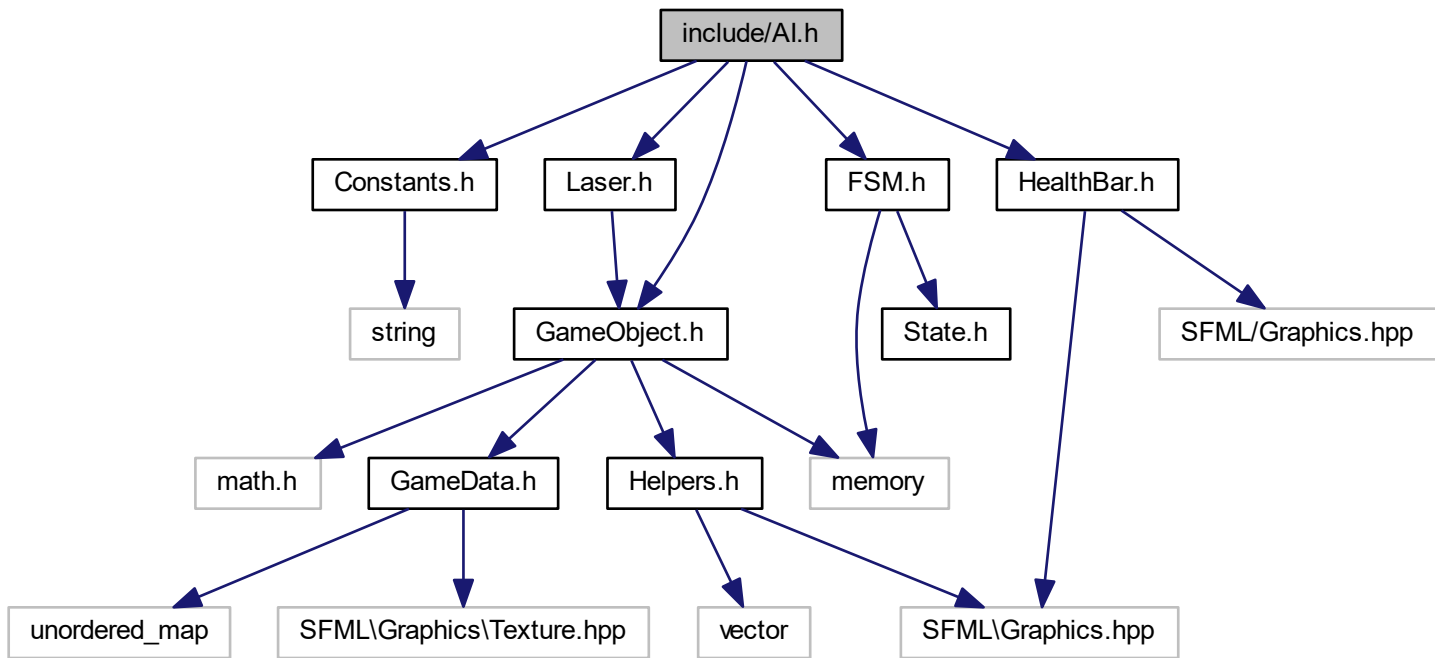 include/AI.h
Constants.h
Laser.h
FSM.h
HealthBar.h
string
GameObject.h
State.h
SFML/Graphics.hpp
math.h
GameData.h
Helpers.h
memory
unordered_map
SFML\Graphics\Texture.hpp
vector
SFML\Graphics.hpp